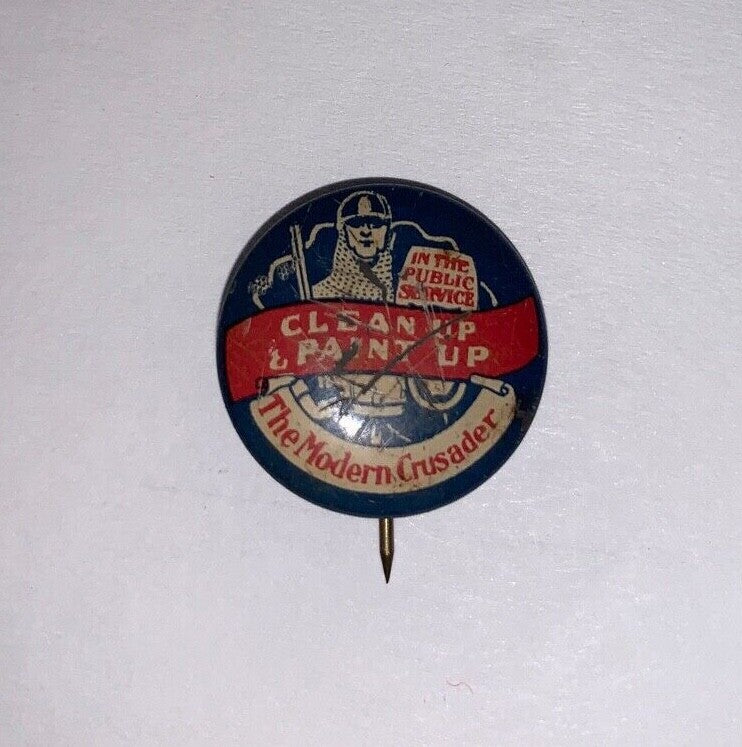 IN THE
PUBLIC
SERVICE
CLEAN UP
& PAINT UP
The Modern Crusader